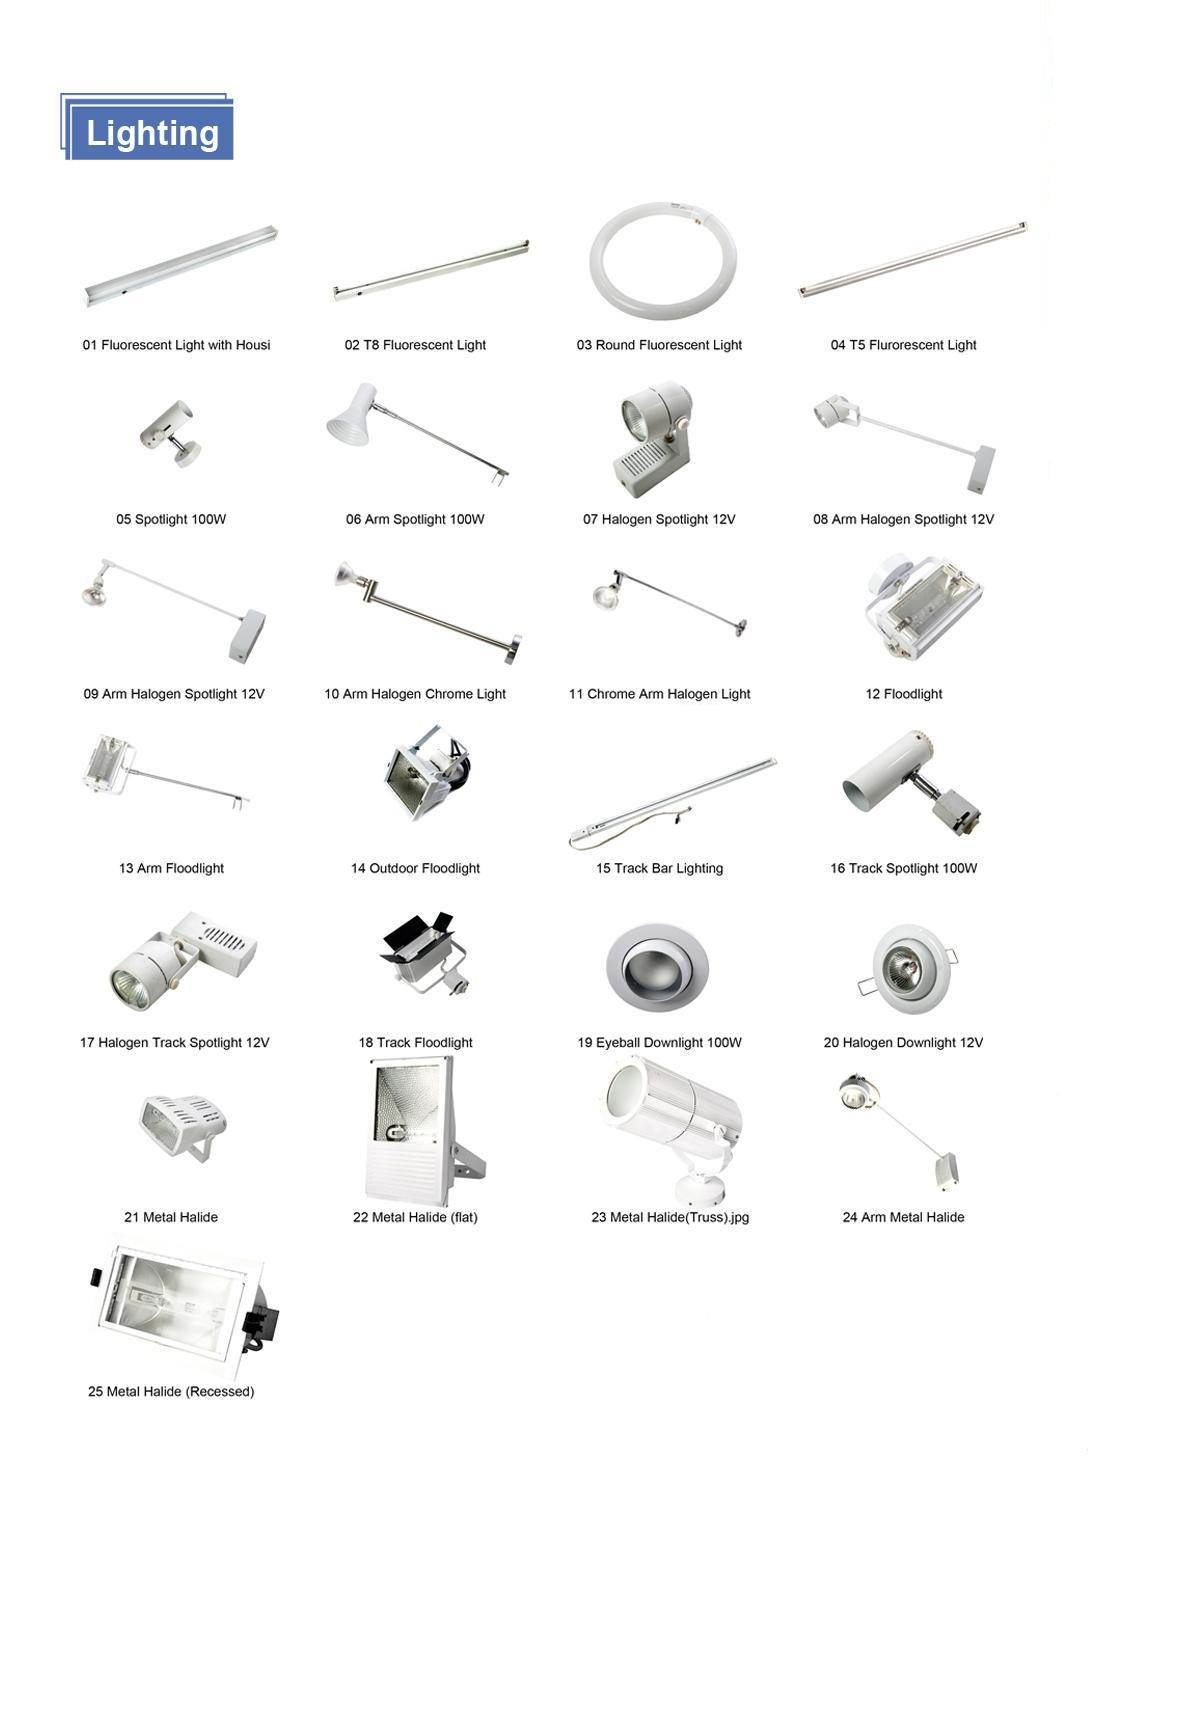 Lighting
01 Fluorescent Light with Housi
02 T8 Fluorescent Light
03 Round Fluorescent Light
04 T5 Flurorescent Light
05 Spotlight 100W
06 Arm Spotlight 100W
07 Halogen Spotlight 12V
08 Arm Halogen Spotlight 12V
09 Arm Halogen Spotlight 12V
10 Arm Halogen Chrome Light
11 Chrome Arm Halogen Light
12 Floodlight
13 Arm Floodlight
14 Outdoor Floodlight
15 Track Bar Lighting
16 Track Spotlight 100W
17 Halogen Track Spotlight 12V
18 Track Floodlight
19 Eyeball Downlight 100W
20 Halogen Downlight 12V
21 Metal Halide
22 Metal Halide (flat)
23 Metal Halide(Truss).jpg
24 Arm Metal Halide
25 Metal Halide (Recessed)